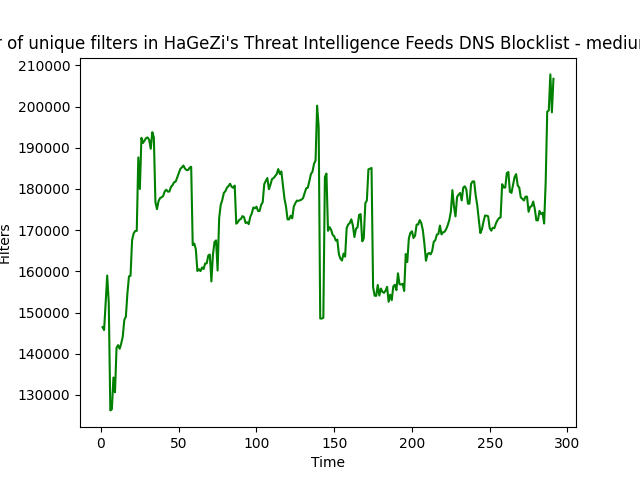 of unique filters in HaGeZi's Threat Intelligence Feeds DNS Blocklist -
210000
200000
190000
180000
170000
160000
150000
140000
130000
Filters
0 50 100 150 200 250 300
Time